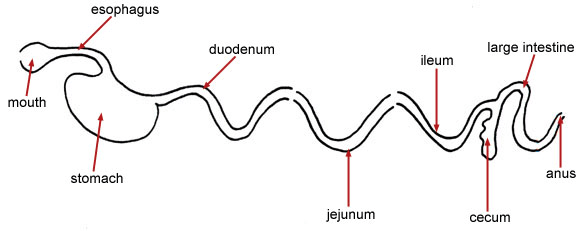 esophagus
duodenum
ileum
large intestine
mouth
stomach
jejunum
cecum
anus